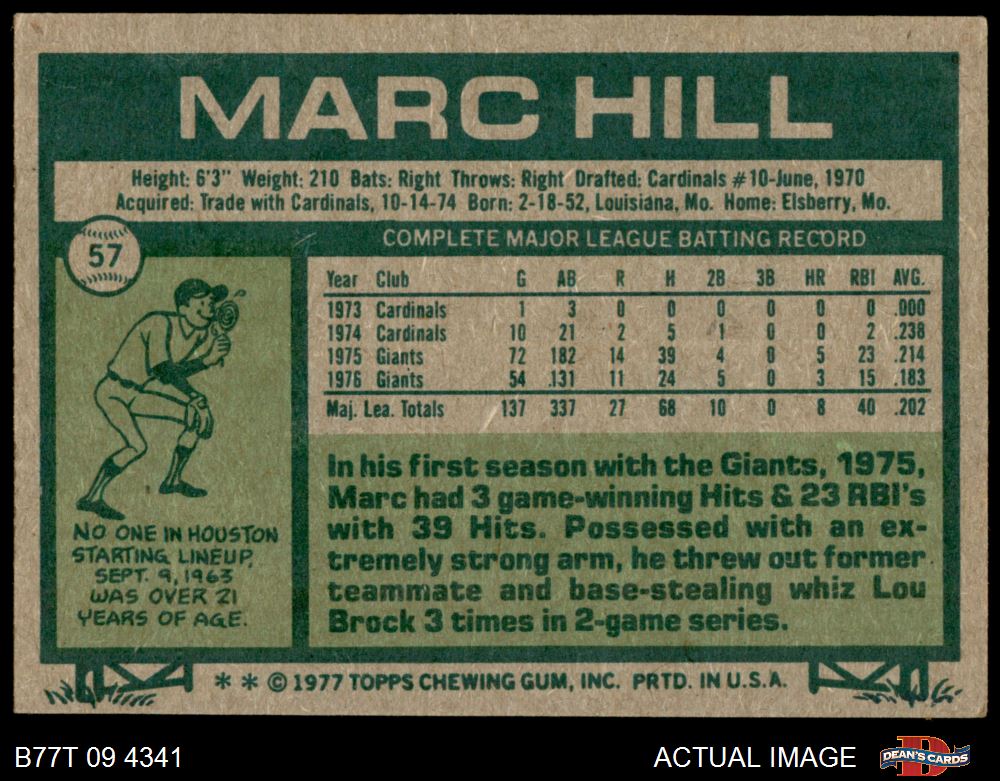 MARC HILL
Height: 6'3" Weight: 210 Bats: Right Throws: Right Drafted: Cardinals #10-June, 1970
Acquired: Trade with Cardinals, 10-14-74 Born: 2-18-52, Louisiana, Mo. Home: Elsberry, Mo.
57
COMPLETE MAJOR LEAGUE BATTING RECORD
Year Club G AB R H 2B 3B HR RBI AVG.
1973 Cardinals 1 3 0 0 0 0 0 0 .000
1974 Cardinals 10 21 2 5 1 0 0 2 .238
1975 Giants 72 182 14 39 4 0 5 23 .214
1976 Giants 54 131 11 24 5 0 3 15 .183
Maj. Lea. Totals 137 337 27 68 10 0 8 40 .202
NO ONE IN HOUSTON
STARTING LINEUP,
SEPT. 9, 1963
WAS OVER 21
YEARS OF AGE.
In his first season with the Giants, 1975,
Marc had 3 game-winning Hits & 23 RBI's
with 39 Hits. Possessed with an ex-
tremely strong arm, he threw out former
teammate and base-stealing whiz Lou
Brock 3 times in 2-game series.
* * © 1977 TOPPS CHEWING GUM, INC. PRTD. IN U.S.A.
B77T 09 4341
ACTUAL IMAGE
D
DEAN'S CARDS